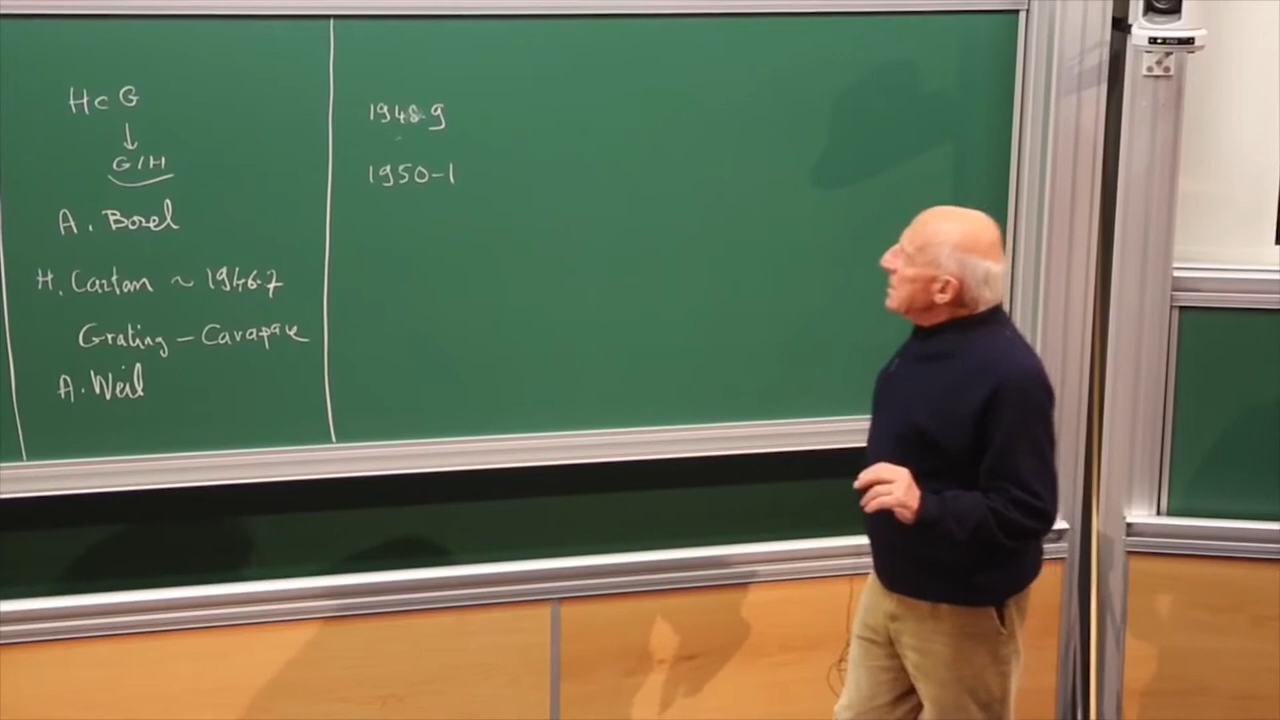 H ⊂ G
↓
G/H
A. Borel
H. Cartan ~ 1946-7
Grating - Carapace
A. Weil
1948-9
1950-1